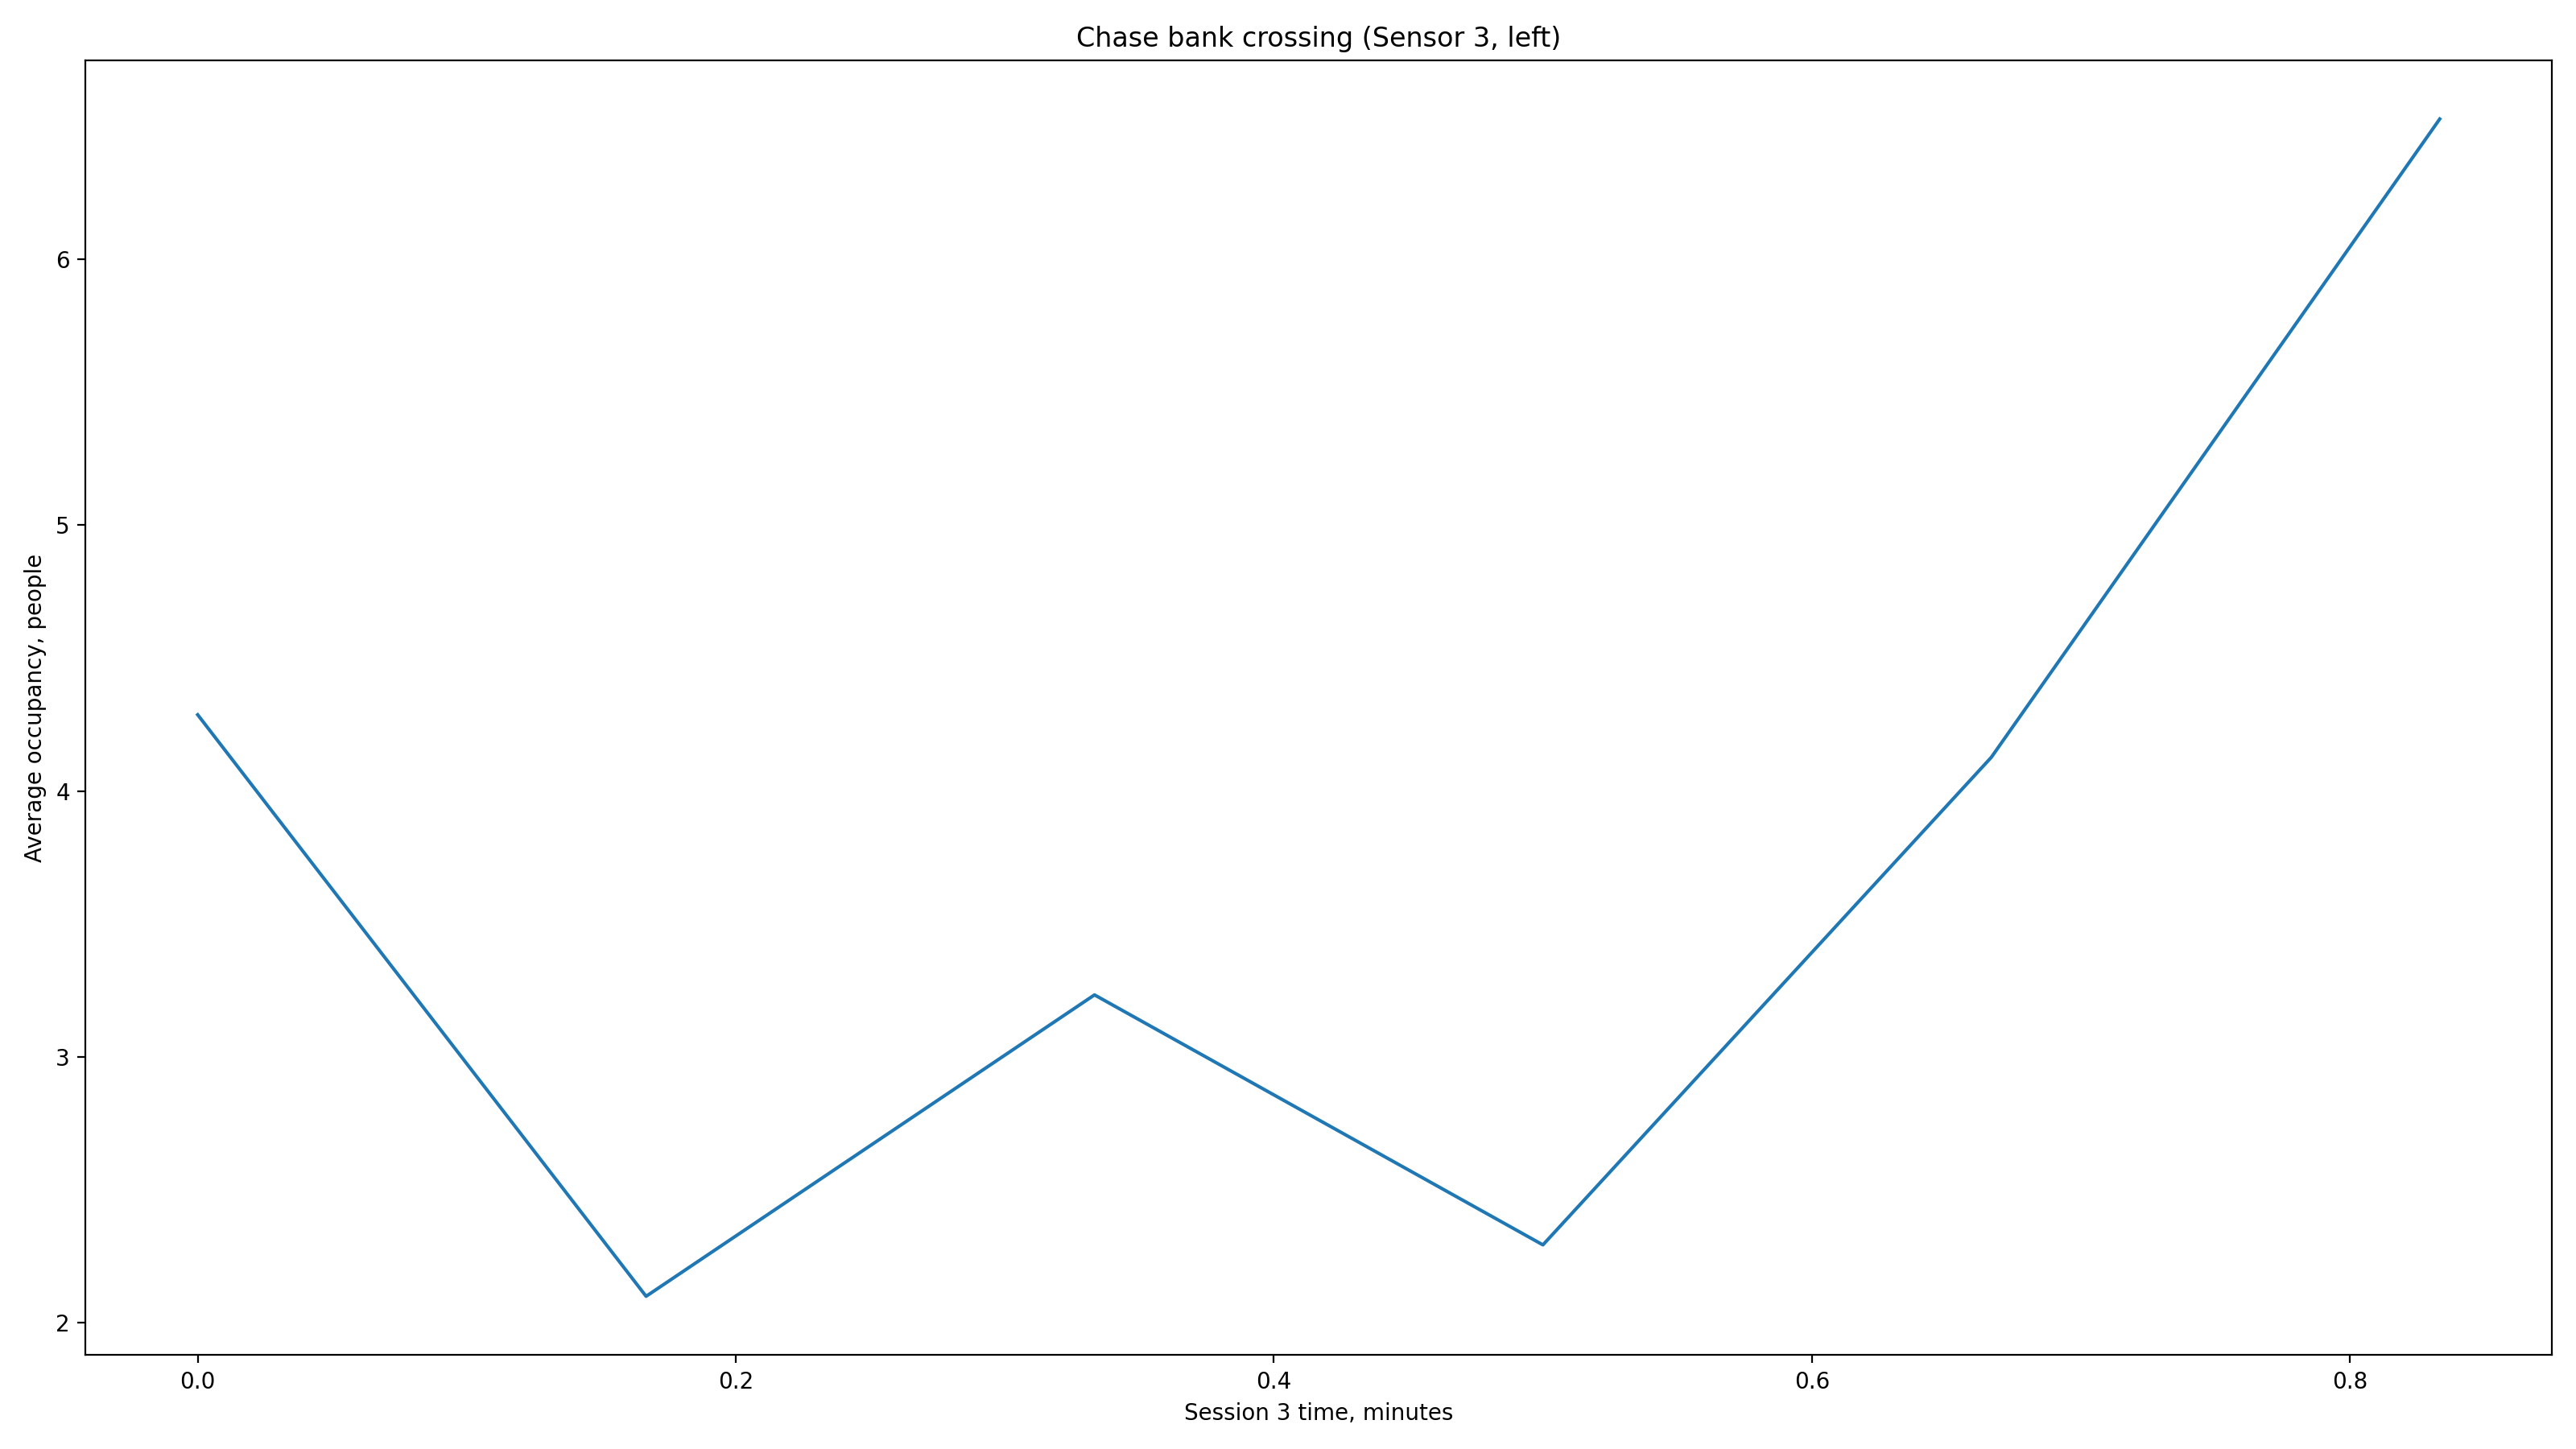 Chase bank crossing (Sensor 3, left)
Average occupancy, people
6
5
4
3
2
0.0 0.2 0.4 0.6 0.8
Session 3 time, minutes